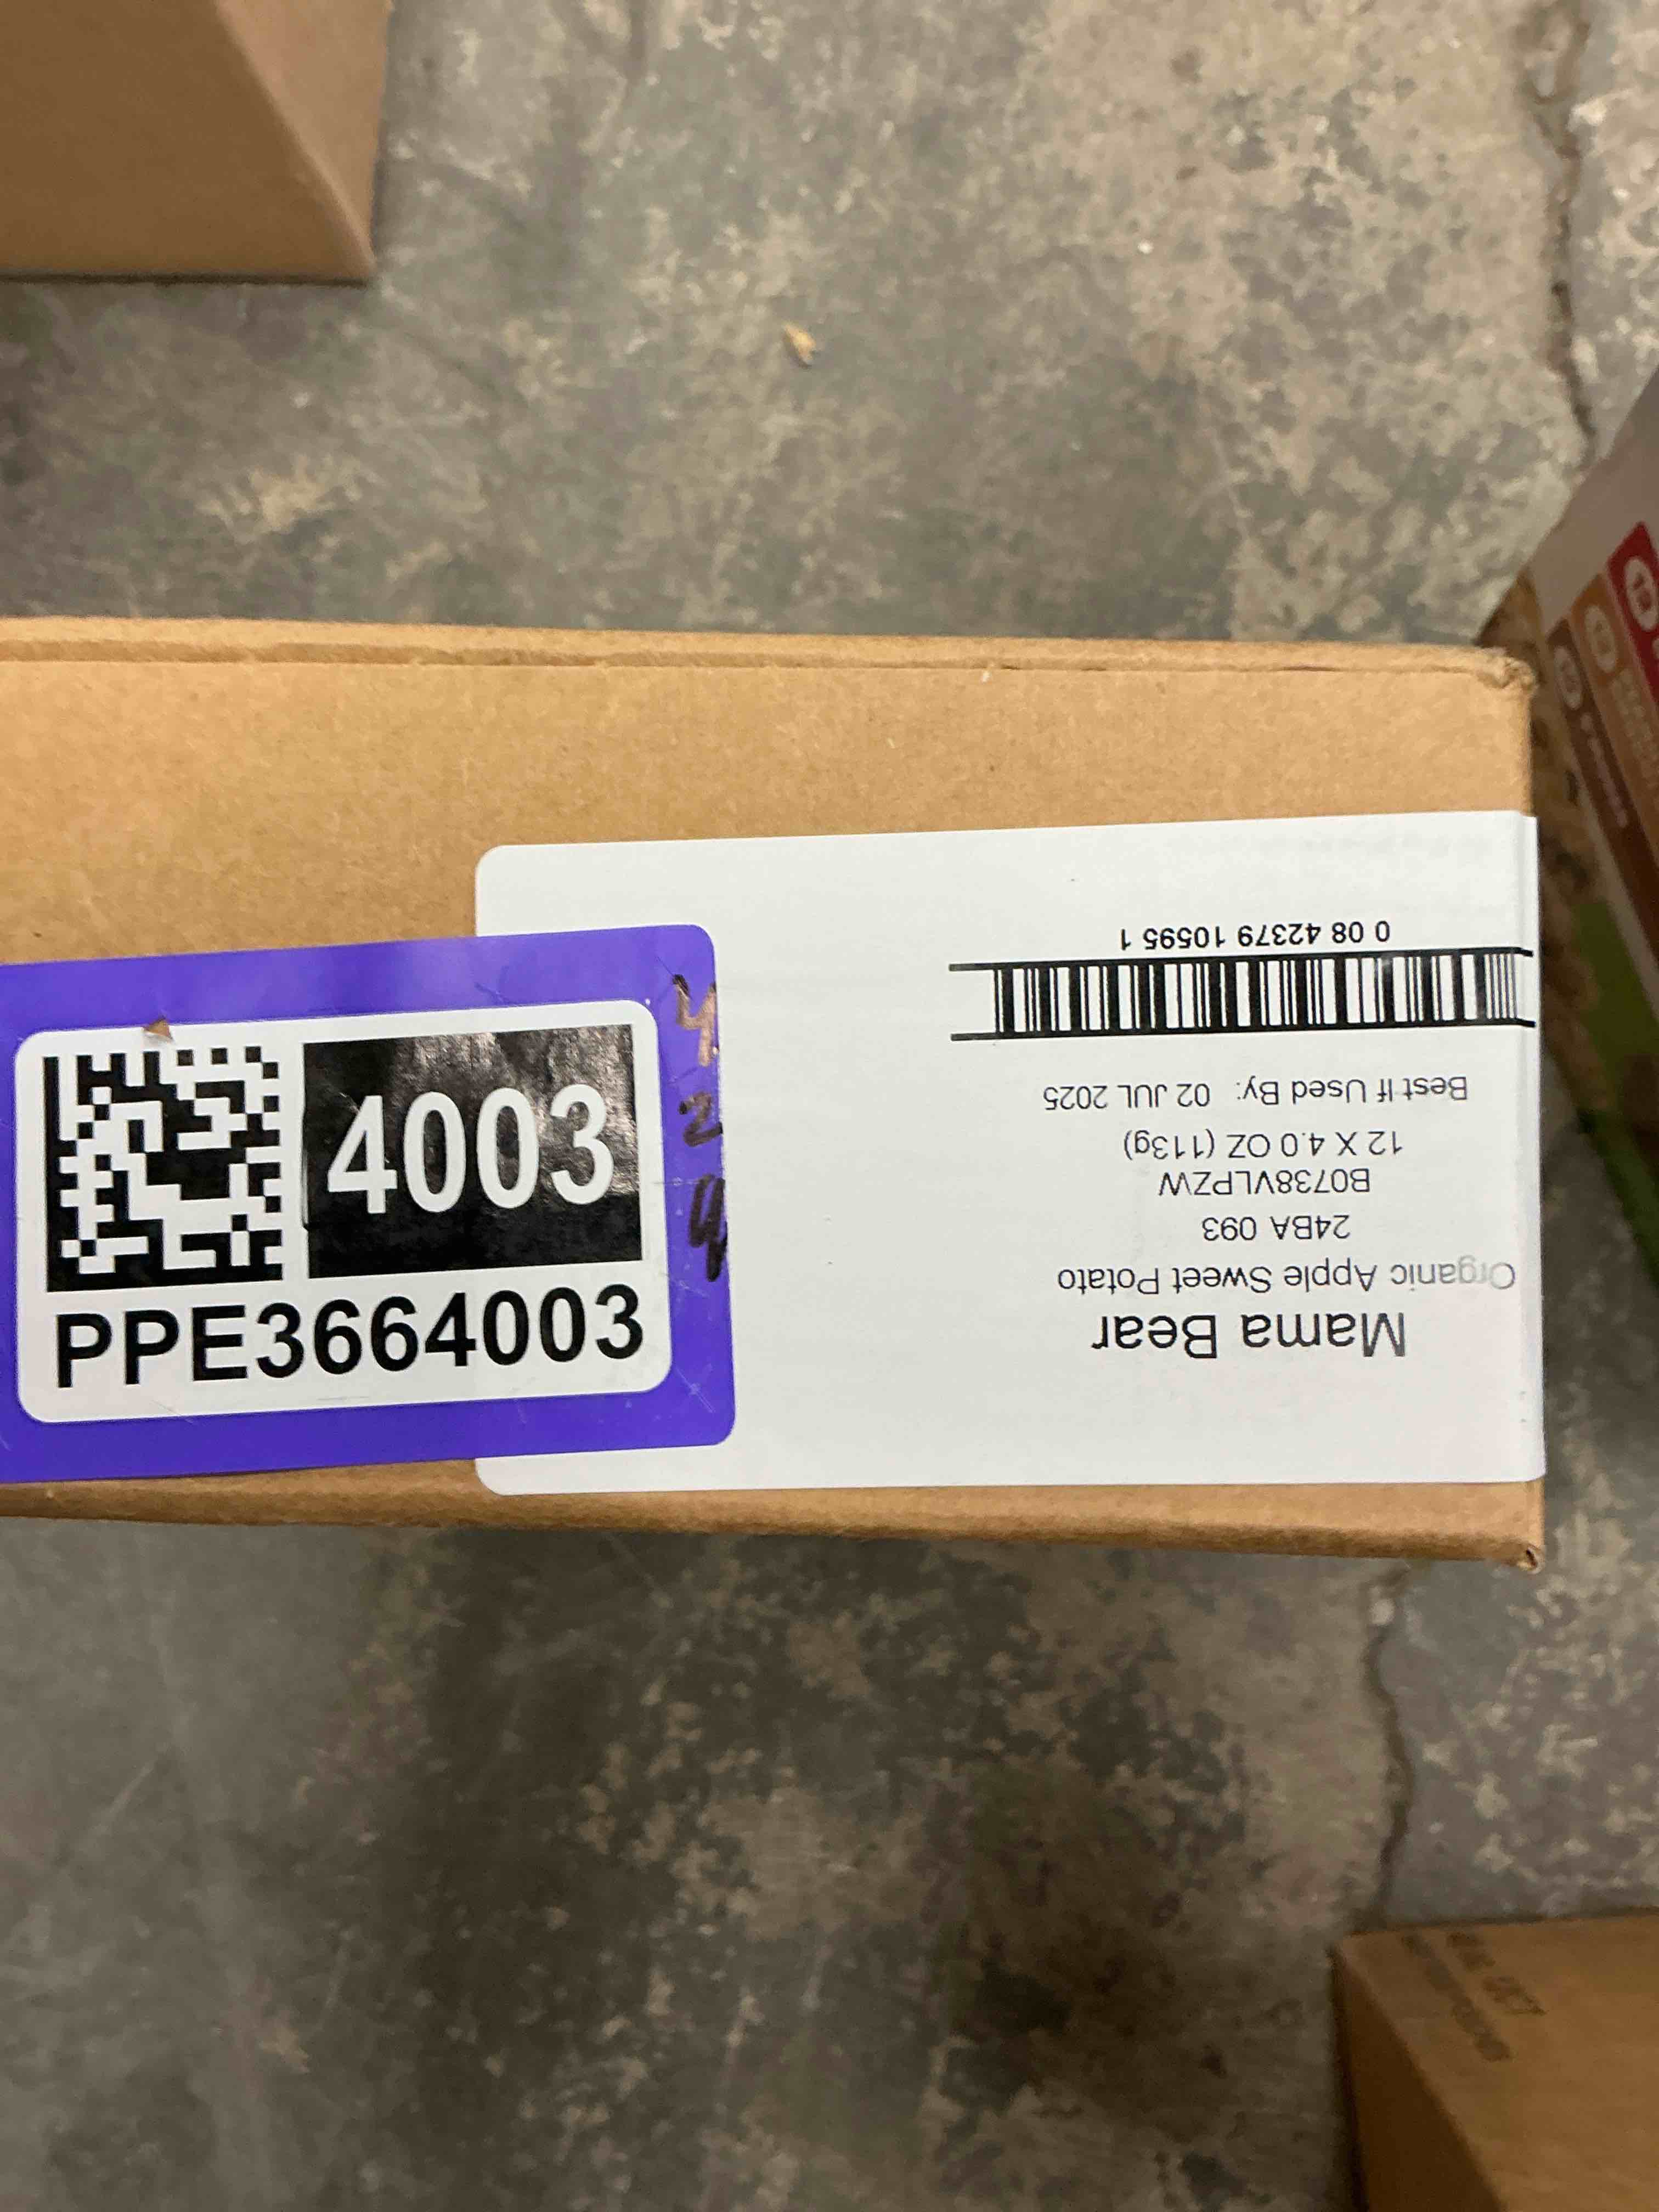 4003
PPE3664003
Mama Bear
Organic Apple Sweet Potato
24BA 093
B0738VLPZW
12 X 4.0 OZ (113g)
Best If Used By: 02 JUL 2025
0 08 42379 10595 1